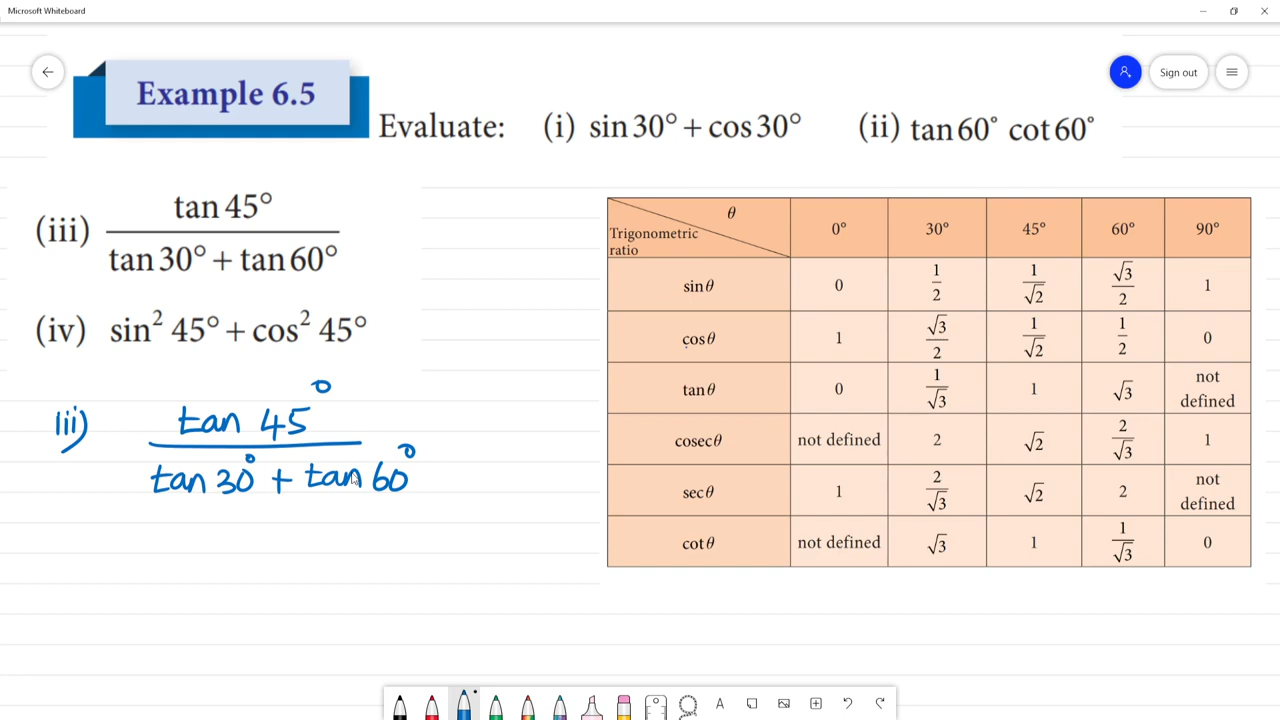 Microsoft Whiteboard
Example 6.5
Sign out
Evaluate: (i) sin 30° + cos 30° (ii) tan 60° cot 60°
(iii) tan 45° / tan 30° + tan 60°
(iv) sin² 45° + cos² 45°
iii) tan 45° / tan 30° + tan 60°
θ
Trigonometric ratio 0° 30° 45° 60° 90°
sinθ 0 1/2 1/√2 √3/2 1
cosθ 1 √3/2 1/√2 1/2 0
tanθ 0 1/√3 1 √3 not defined
cosecθ not defined 2 √2 2/√3 1
secθ 1 2/√3 √2 2 not defined
cotθ not defined √3 1 1/√3 0
A